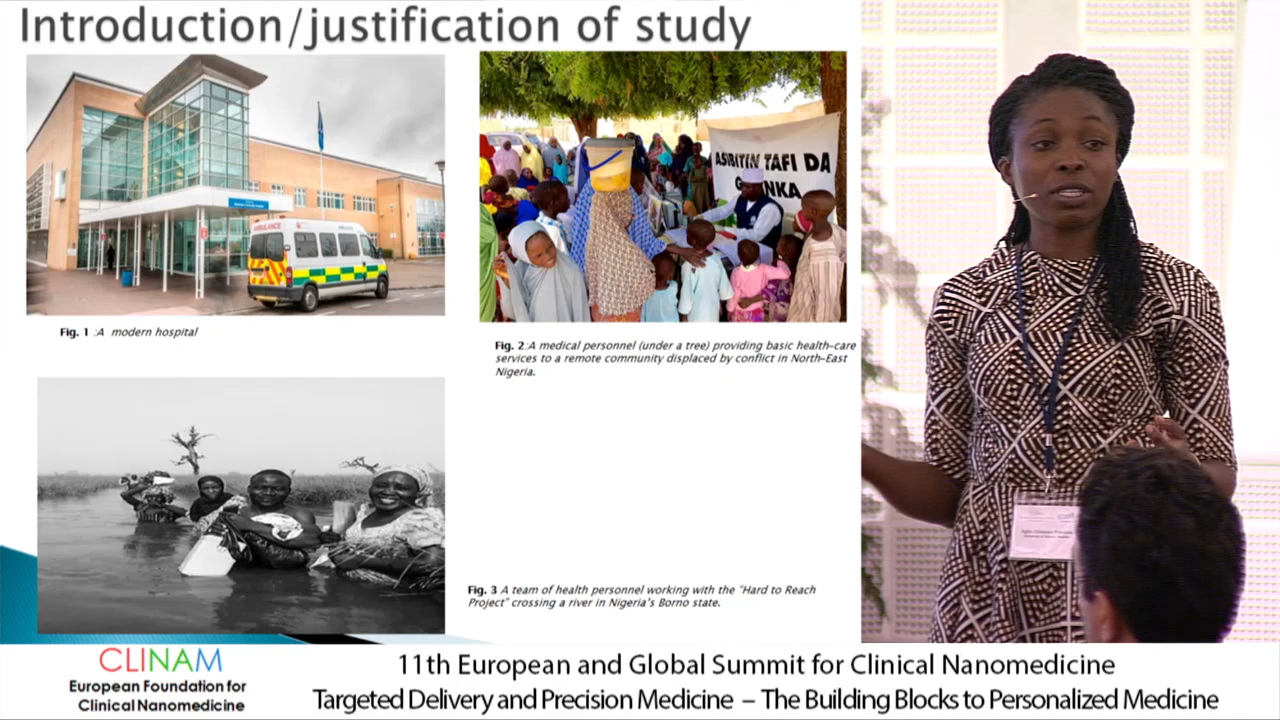 Introduction/justification of study
AMBULANCE
Fig. 1 :A modern hospital
ASIBITIN TAFI DA
Fig. 2:A medical personnel (under a tree) providing basic health-care
services to a remote community displaced by conflict in North-East
Nigeria.
Fig. 3 A team of health personnel working with the "Hard to Reach
Project" crossing a river in Nigeria's Borno state.
CLINAM
European Foundation for
Clinical Nanomedicine
11th European and Global Summit for Clinical Nanomedicine
Targeted Delivery and Precision Medicine – The Building Blocks to Personalized Medicine